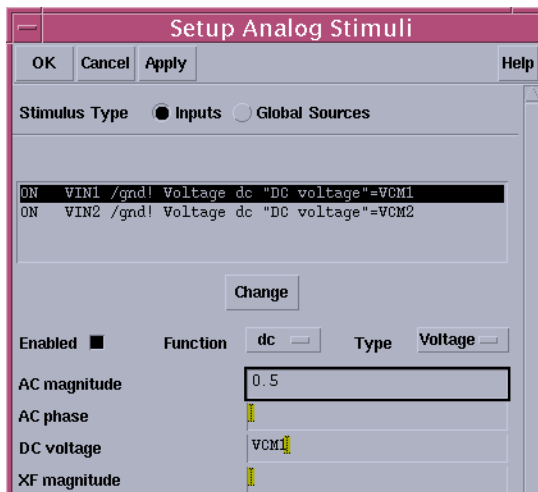 Setup Analog Stimuli
OK Cancel Apply Help
Stimulus Type Inputs Global Sources
ON VIN1 /gnd! Voltage dc "DC voltage"=VCM1
ON VIN2 /gnd! Voltage dc "DC voltage"=VCM2
Change
Enabled Function dc Type Voltage
AC magnitude 0.5
AC phase
DC voltage VCM1
XF magnitude